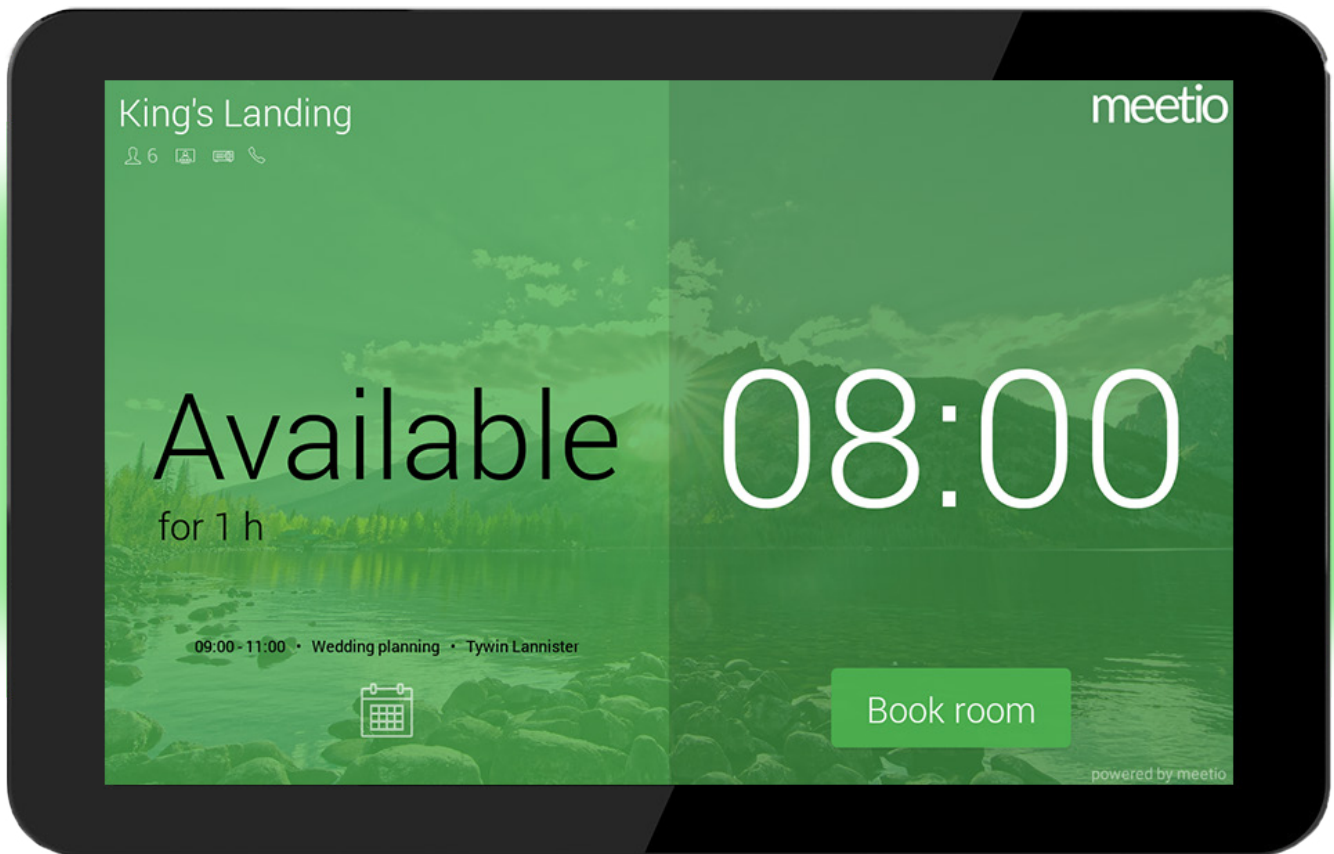 King's Landing
meetio
6
Available
08:00
for 1 h
09:00 - 11:00 • Wedding planning • Tywin Lannister
Book room
powered by meetio